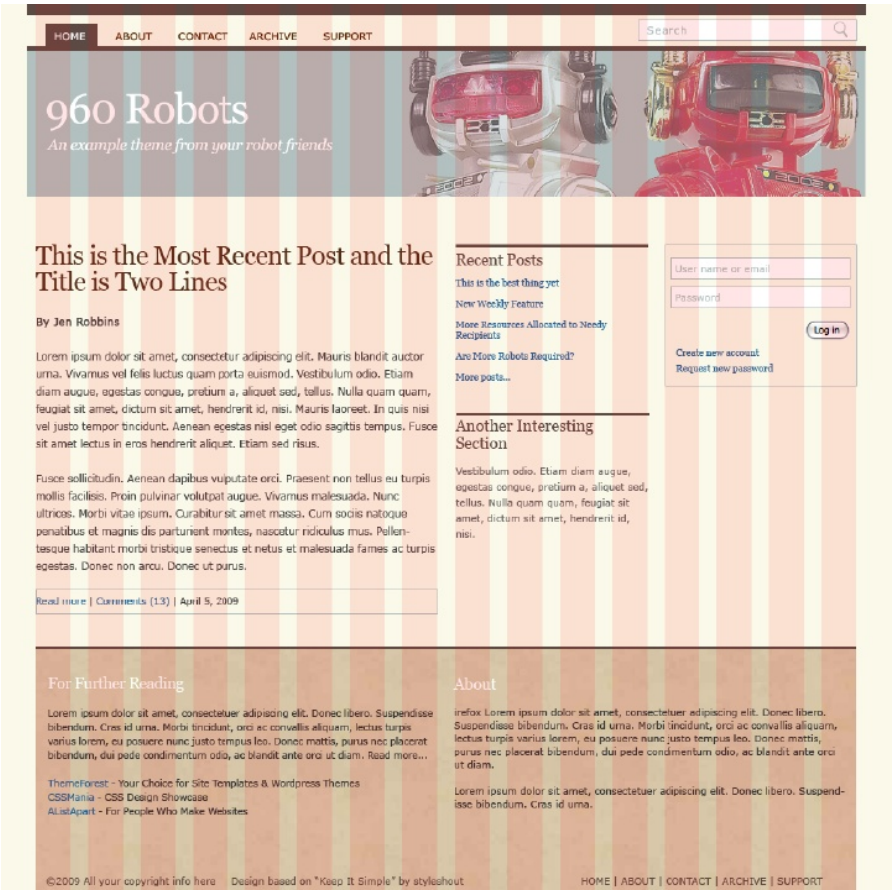 HOME ABOUT CONTACT ARCHIVE SUPPORT
Search
960 Robots
An example theme from your robot friends
2002
2002
This is the Most Recent Post and the
Title is Two Lines
By Jen Robbins
Lorem ipsum dolor sit amet, consectetur adipiscing elit. Mauris blandit auctor
urna. Vivamus vel felis luctus quam porta euismod. Vestibulum odio. Etiam
diam augue, egestas congue, pretium a, aliquet sed, tellus. Nulla quam quam,
feugiat sit amet, dictum sit amet, hendrerit id, nisi. Mauris laoreet. In quis nisi
vel justo tempor tincidunt. Aenean egestas nisl eget odio sagittis tempus. Fusce
sit amet lectus in eros hendrerit aliquet. Etiam sed risus.
Fusce sollicitudin. Aenean dapibus vulputate orci. Praesent non tellus eu turpis
mollis facilisis. Proin pulvinar volutpat augue. Vivamus malesuada. Nunc
ultrices. Morbi vitae ipsum. Curabitur sit amet massa. Cum sociis natoque
penatibus et magnis dis parturient montes, nascetur ridiculus mus. Pellen-
tesque habitant morbi tristique senectus et netus et malesuada fames ac turpis
egestas. Donec non arcu. Donec ut purus.
Read more | Comments (13) | April 5, 2009
Recent Posts
This is the best thing yet
New Weekly Feature
More Resources Allocated to Needy
Recipients
Are More Robots Required?
More posts...
Another Interesting
Section
Vestibulum odio. Etiam diam augue,
egestas congue, pretium a, aliquet sed,
tellus. Nulla quam quam, feugiat sit
amet, dictum sit amet, hendrerit id,
nisi.
User name or email
Password
Log in
Create new account
Request new password
For Further Reading
Lorem ipsum dolor sit amet, consectetuer adipiscing elit. Donec libero. Suspendisse
bibendum. Cras id urna. Morbi tincidunt, orci ac convallis aliquam, lectus turpis
varius lorem, eu posuere nunc justo tempus leo. Donec mattis, purus nec placerat
bibendum, dui pede condimentum odio, ac blandit ante orci ut diam. Read more...
ThemeForest - Your Choice for Site Templates & Wordpress Themes
CSSMania - CSS Design Showcase
AListApart - For People Who Make Websites
About
irefox Lorem ipsum dolor sit amet, consectetuer adipiscing elit. Donec libero.
Suspendisse bibendum. Cras id urna. Morbi tincidunt, orci ac convallis aliquam,
lectus turpis varius lorem, eu posuere nunc justo tempus leo. Donec mattis,
purus nec placerat bibendum, dui pede condimentum odio, ac blandit ante orci
ut diam.
Lorem ipsum dolor sit amet, consectetuer adipiscing elit. Donec libero. Suspend-
isse bibendum. Cras id urna.
©2009 All your copyright info here Design based on "Keep It Simple" by styleshout
HOME | ABOUT | CONTACT | ARCHIVE | SUPPORT